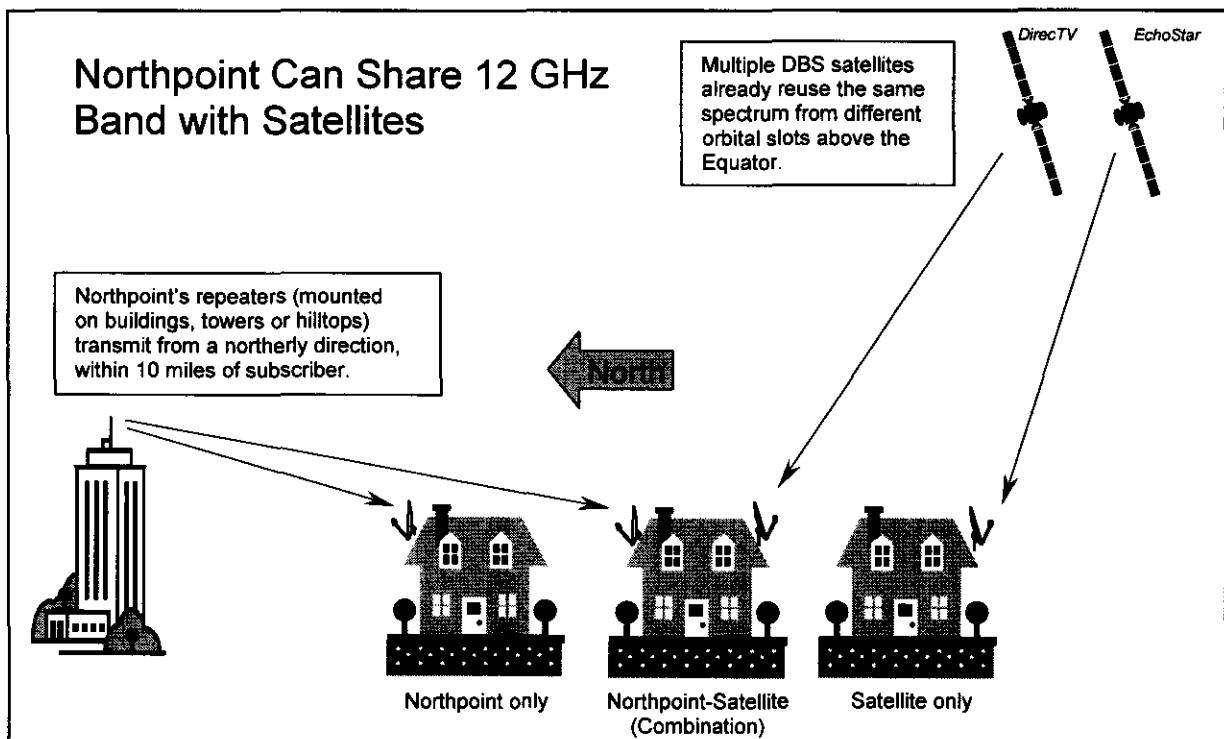 Northpoint Can Share 12 GHz
Band with Satellites
Multiple DBS satellites
already reuse the same
spectrum from different
orbital slots above the
Equator.
DirecTV
EchoStar
Northpoint's repeaters (mounted
on buildings, towers or hilltops)
transmit from a northerly direction,
within 10 miles of subscriber.
North
Northpoint only
Northpoint-Satellite
(Combination)
Satellite only